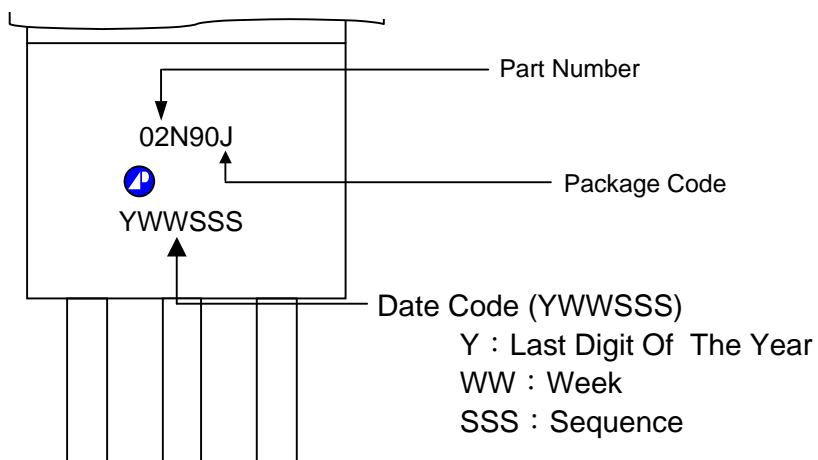 Part Number
02N90J
Package Code
YWWSSS
Date Code (YWWSSS)
Y：Last Digit Of The Year
WW：Week
SSS：Sequence